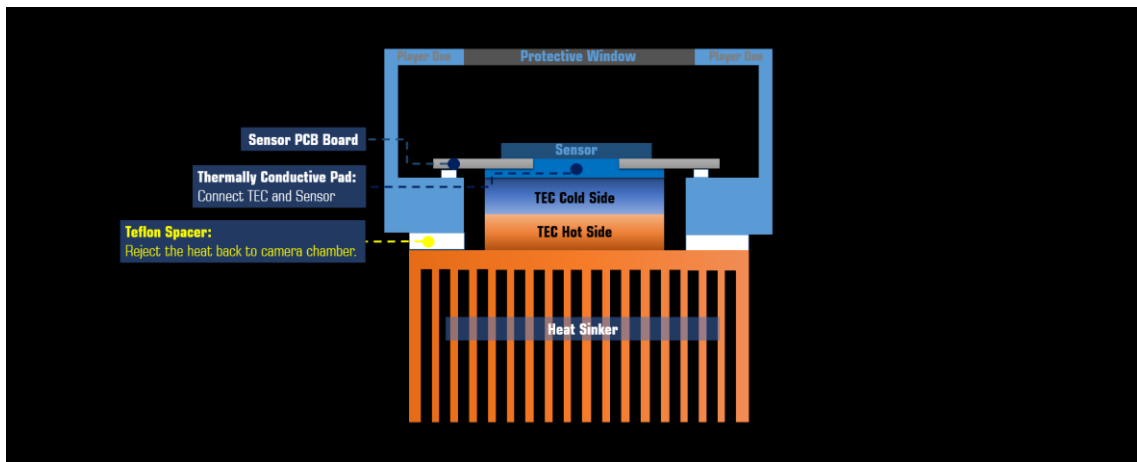 Player One Protective Window Player One
Sensor
Sensor PCB Board
Thermally Conductive Pad:
Connect TEC and Sensor
TEC Cold Side
Teflon Spacer:
Reject the heat back to camera chamber.
TEC Hot Side
Heat Sinker